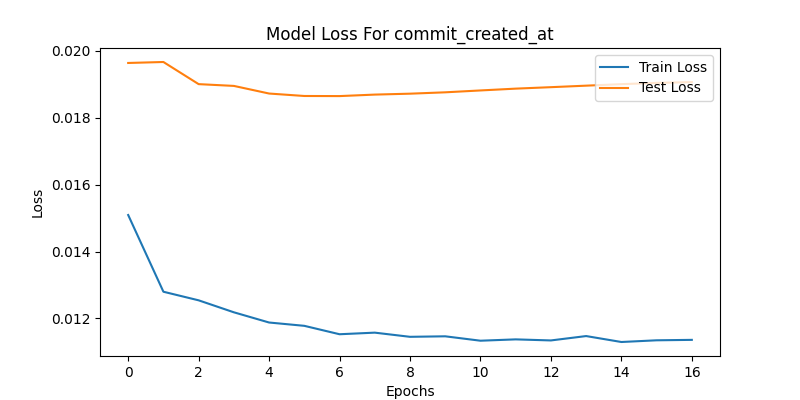 Model Loss For commit_created_at
Train Loss
Test Loss
0.020
0.018
0.016
0.014
0.012
Loss
0 2 4 6 8 10 12 14 16
Epochs